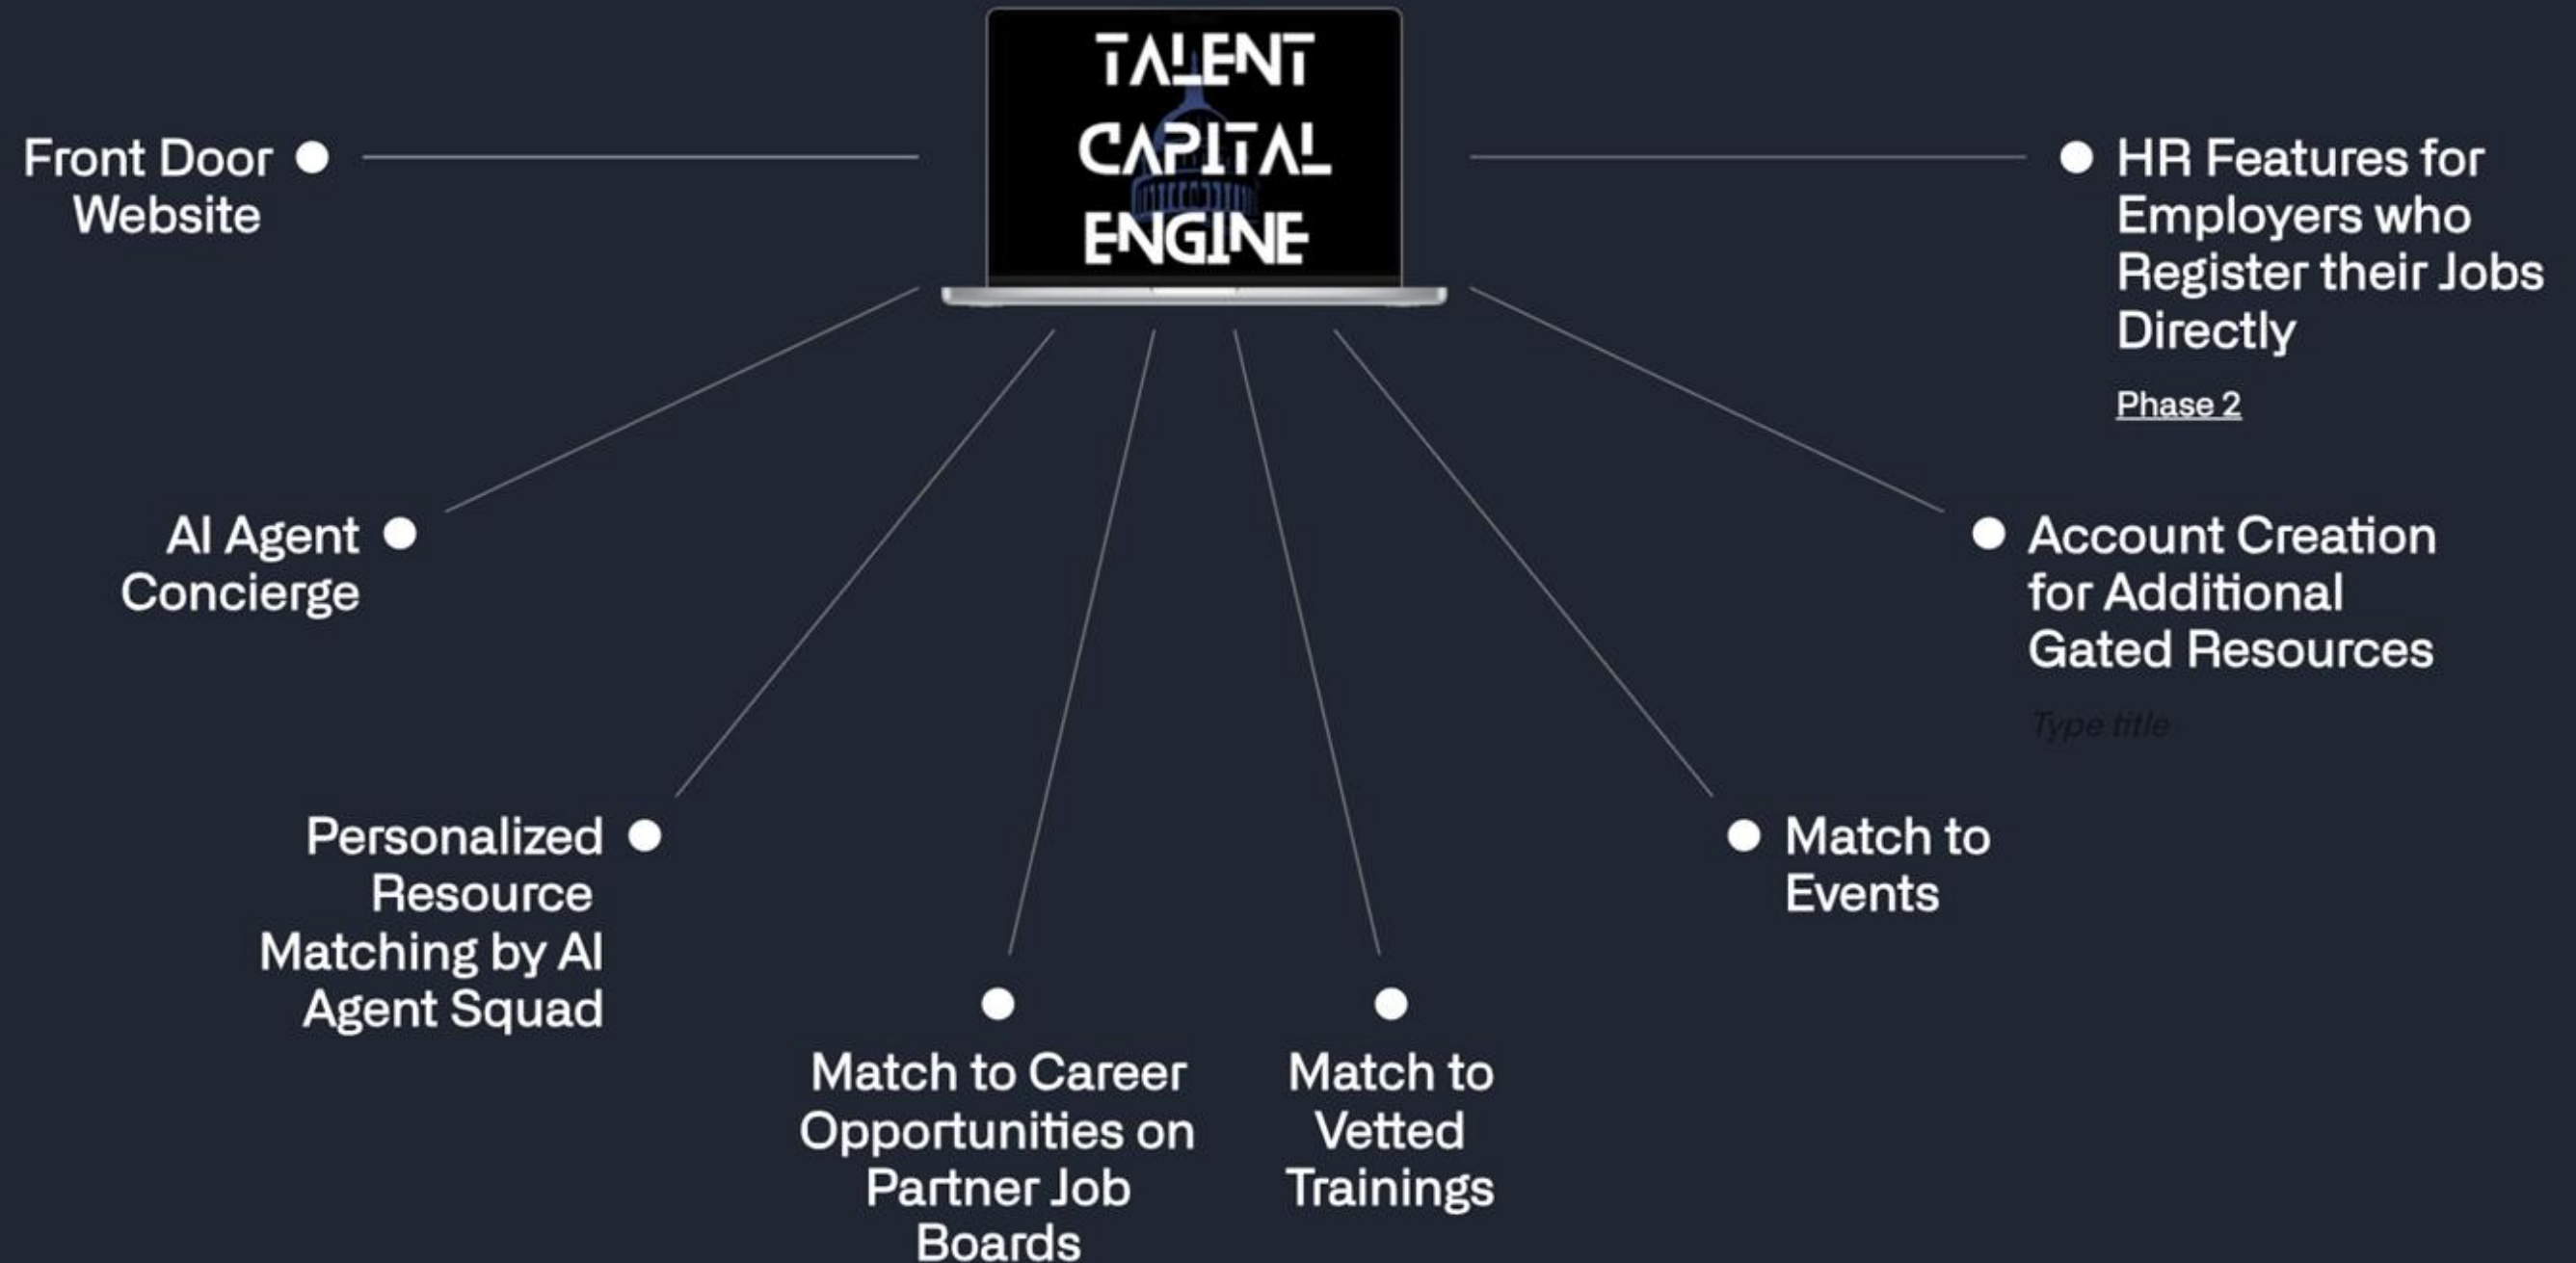 TALENT
CAPITAL
ENGINE
Front Door
Website
AI Agent
Concierge
Personalized
Resource
Matching by AI
Agent Squad
Match to Career
Opportunities on
Partner Job
Boards
Match to
Vetted
Trainings
Match to
Events
Account Creation
for Additional
Gated Resources
Type title
HR Features for
Employers who
Register their Jobs
Directly
Phase 2